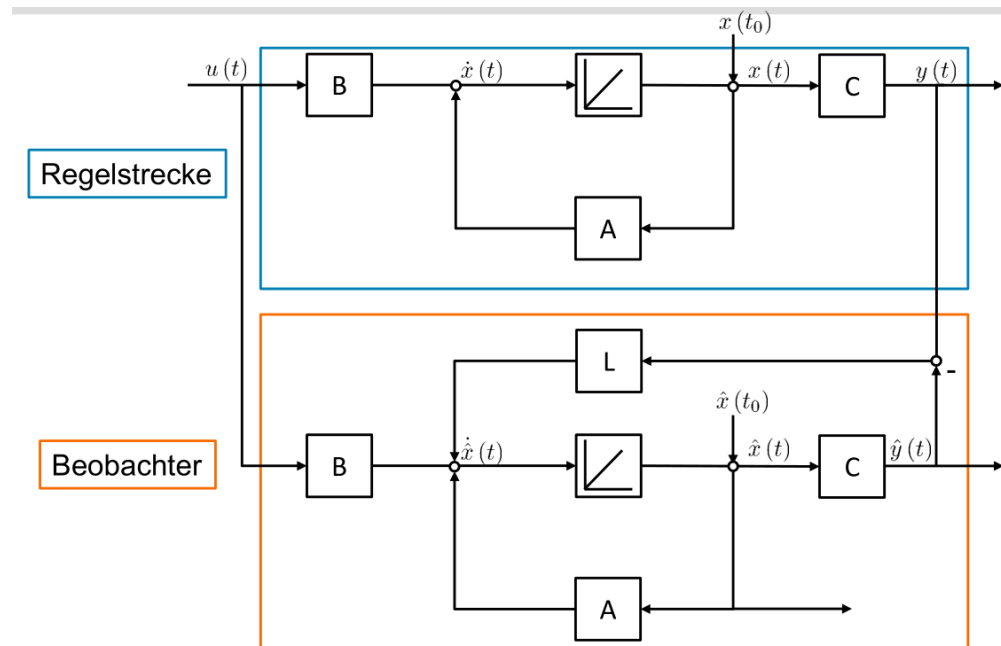 x(t₀)
u(t)
B
ẋ(t)
x(t)
C
y(t)
Regelstrecke
A
L
-
x̂(t₀)
Beobachter
B
x̂̇(t)
x̂(t)
C
ŷ(t)
A